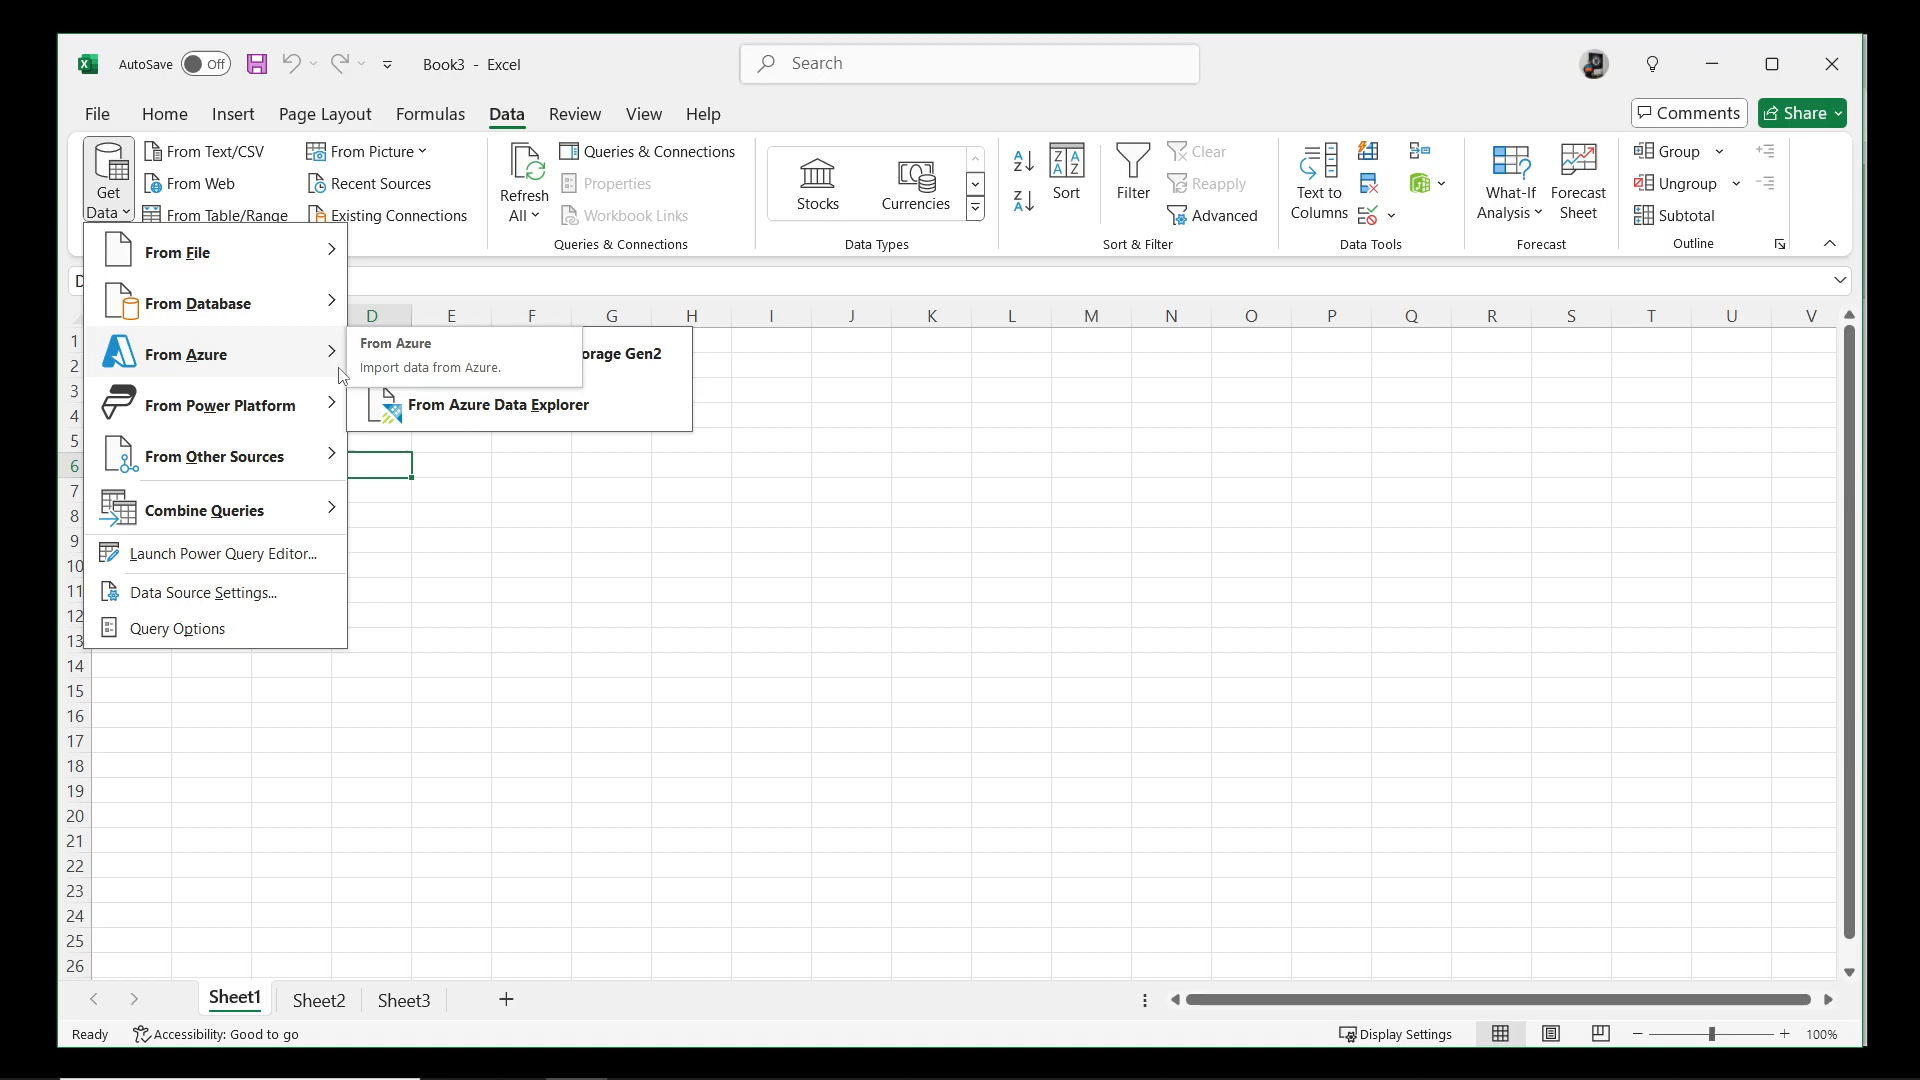 AutoSave Off Book3 - Excel Search
File Home Insert Page Layout Formulas Data Review View Help Comments Share
Get Data
From Text/CSV
From Web
From Table/Range
From Picture
Recent Sources
Existing Connections
Refresh All
Queries & Connections
Properties
Workbook Links
Queries & Connections
Stocks
Currencies
Data Types
Sort
Filter
Clear
Reapply
Advanced
Sort & Filter
Text to Columns
Data Tools
What-If Analysis
Forecast Sheet
Forecast
Group
Ungroup
Subtotal
Outline
From File
From Database
From Azure
From Power Platform
From Other Sources
Combine Queries
Launch Power Query Editor...
Data Source Settings...
Query Options
From Azure
Import data from Azure.
orage Gen2
From Azure Data Explorer
D E F G H I J K L M N O P Q R S T U V
1
2
3
4
5
6
7
8
9
10
11
12
13
14
15
16
17
18
19
20
21
22
23
24
25
26
Sheet1 Sheet2 Sheet3
Ready Accessibility: Good to go Display Settings 100%